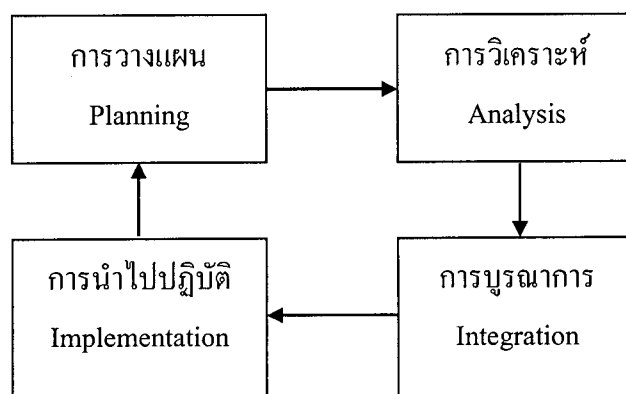 การวางแผน
Planning
การวิเคราะห์
Analysis
การนำไปปฏิบัติ
Implementation
การบูรณาการ
Integration